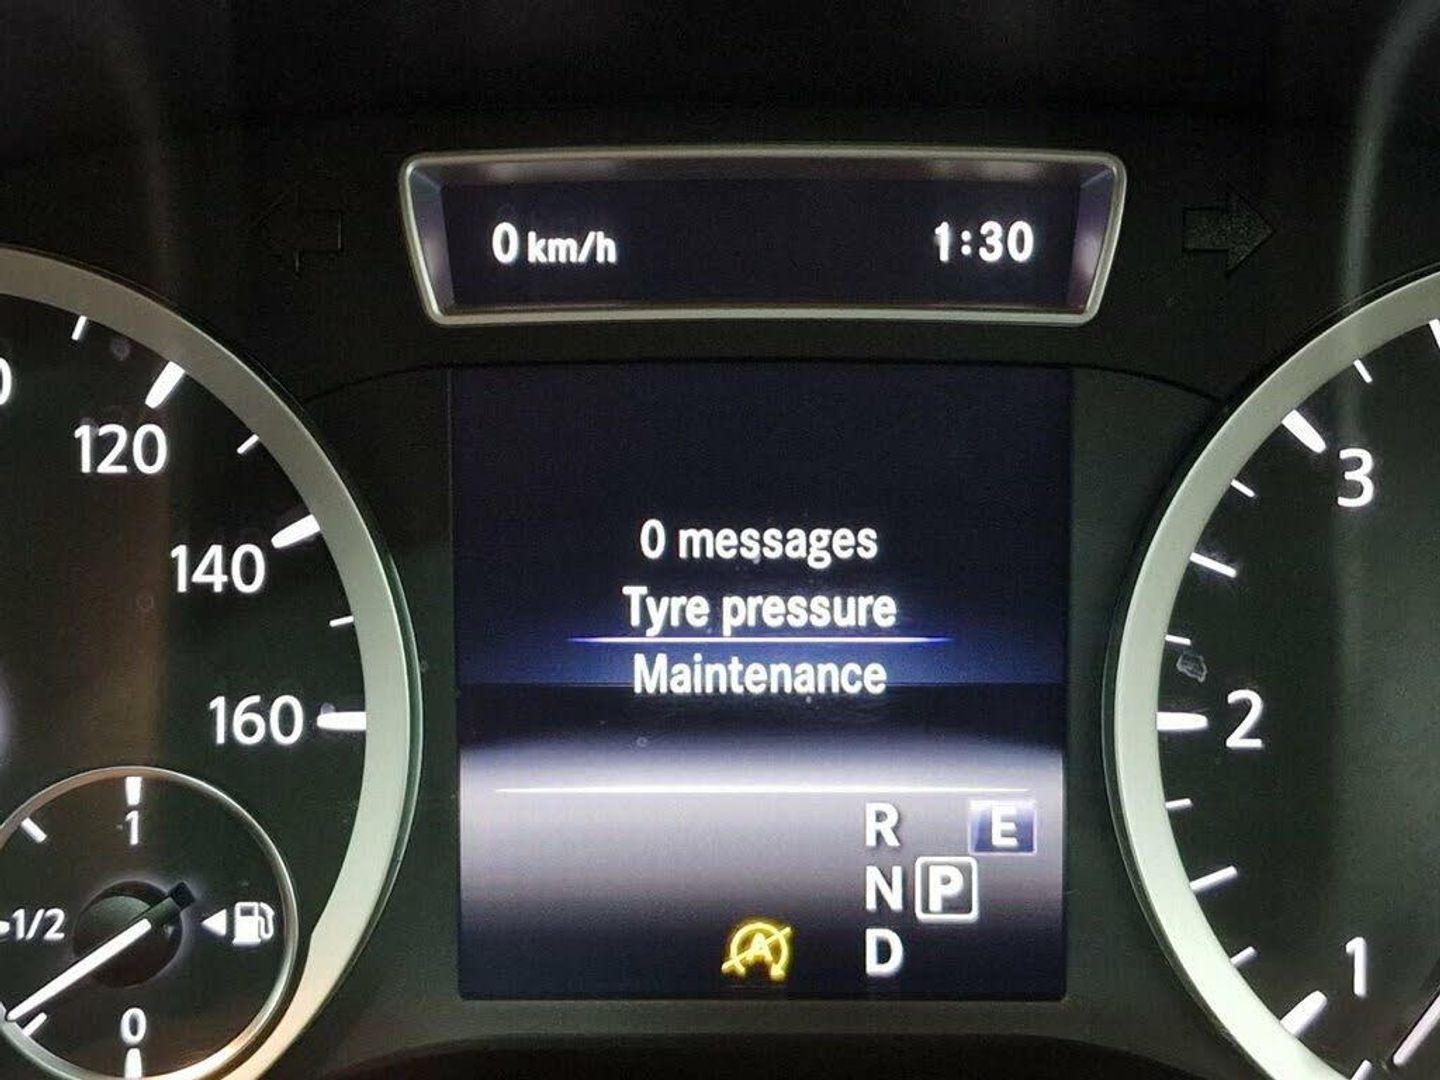 0 km/h 1:30
0 messages
Tyre pressure
Maintenance
R E
N P
D
A
120
140
160
1
1/2
0
3
2
1